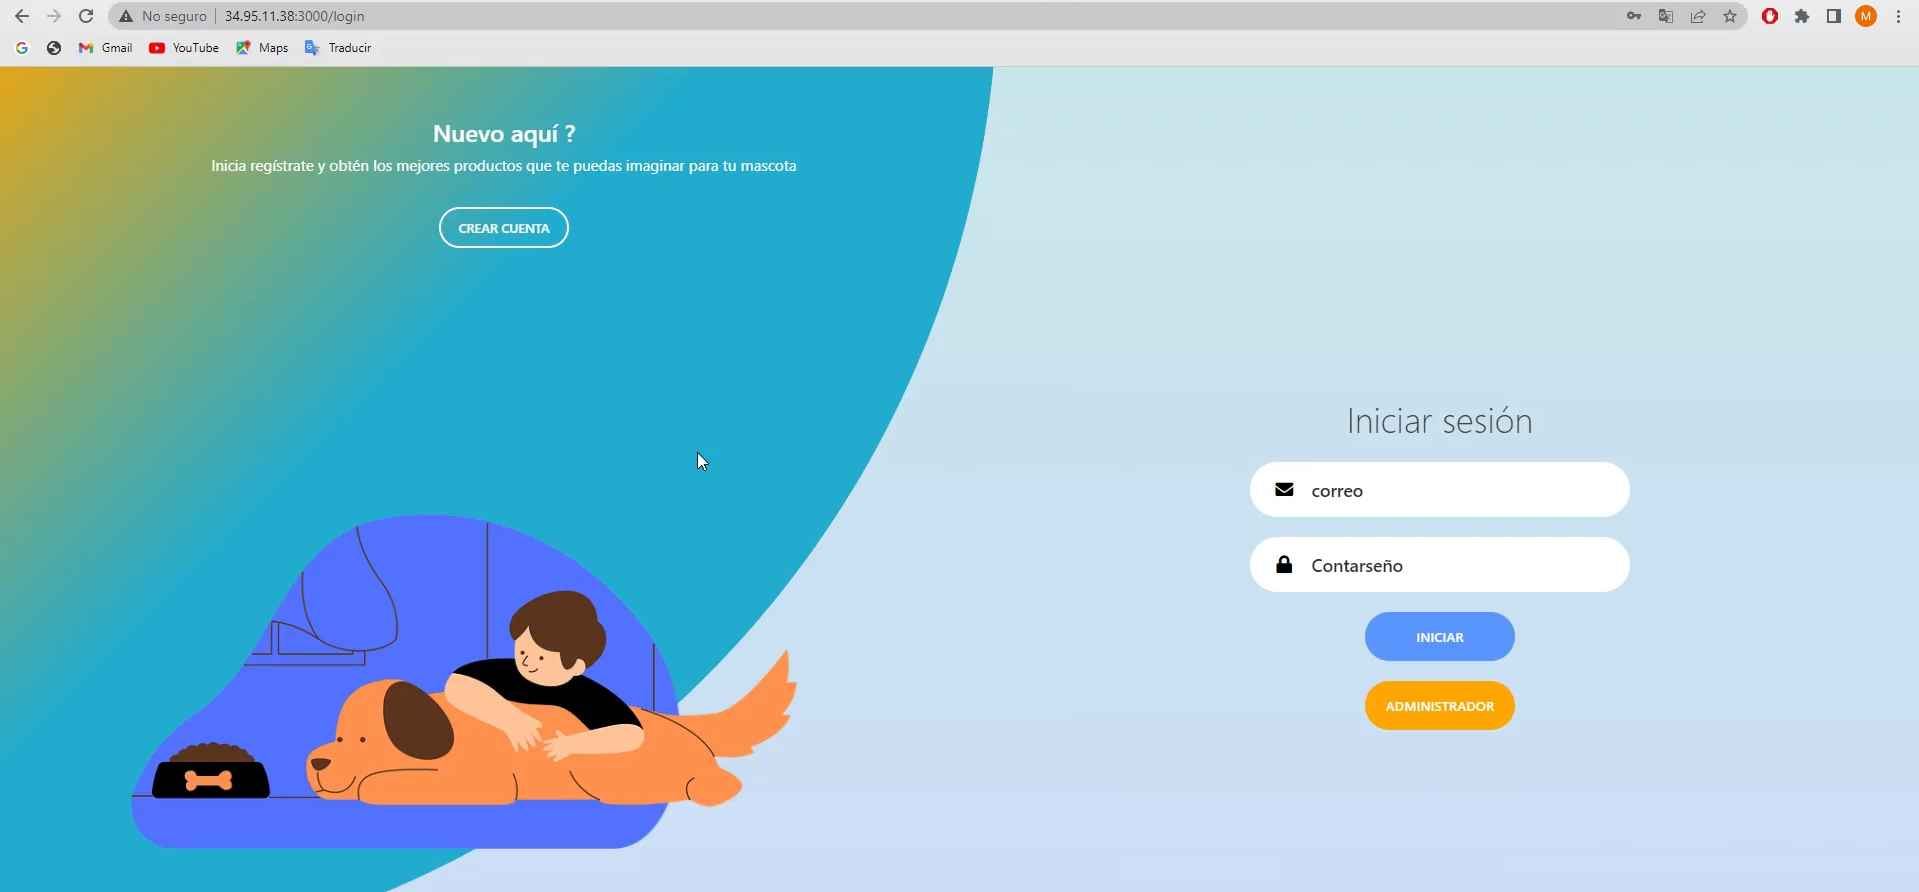 No seguro
34.95.11.38:3000/login
M
Gmail
YouTube
Maps
Traducir
Nuevo aquí ?
Inicia regístrate y obtén los mejores productos que te puedas imaginar para tu mascota
CREAR CUENTA
Iniciar sesión
correo
Contarseño
INICIAR
ADMINISTRADOR